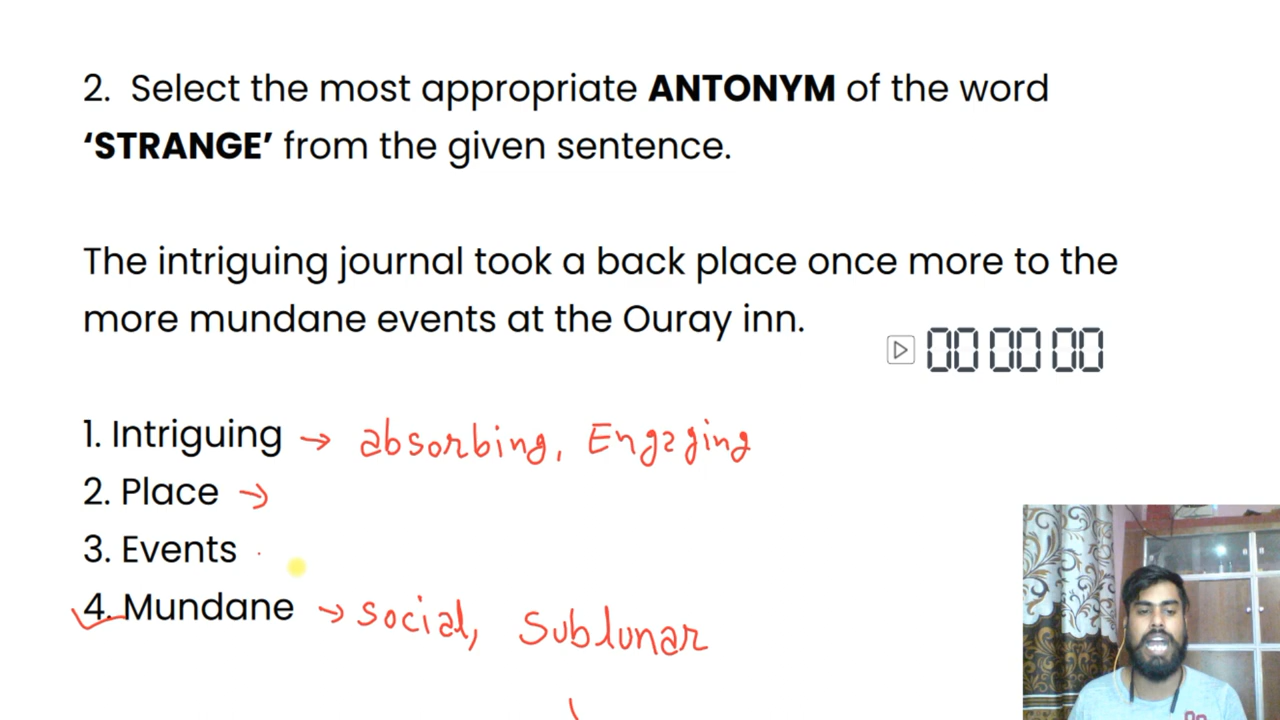 2. Select the most appropriate ANTONYM of the word
‘STRANGE’ from the given sentence.
The intriguing journal took a back place once more to the
more mundane events at the Ouray inn.
00 00 00
1. Intriguing → absorbing, Engaging
2. Place →
3. Events
4. Mundane → social, Sublunar